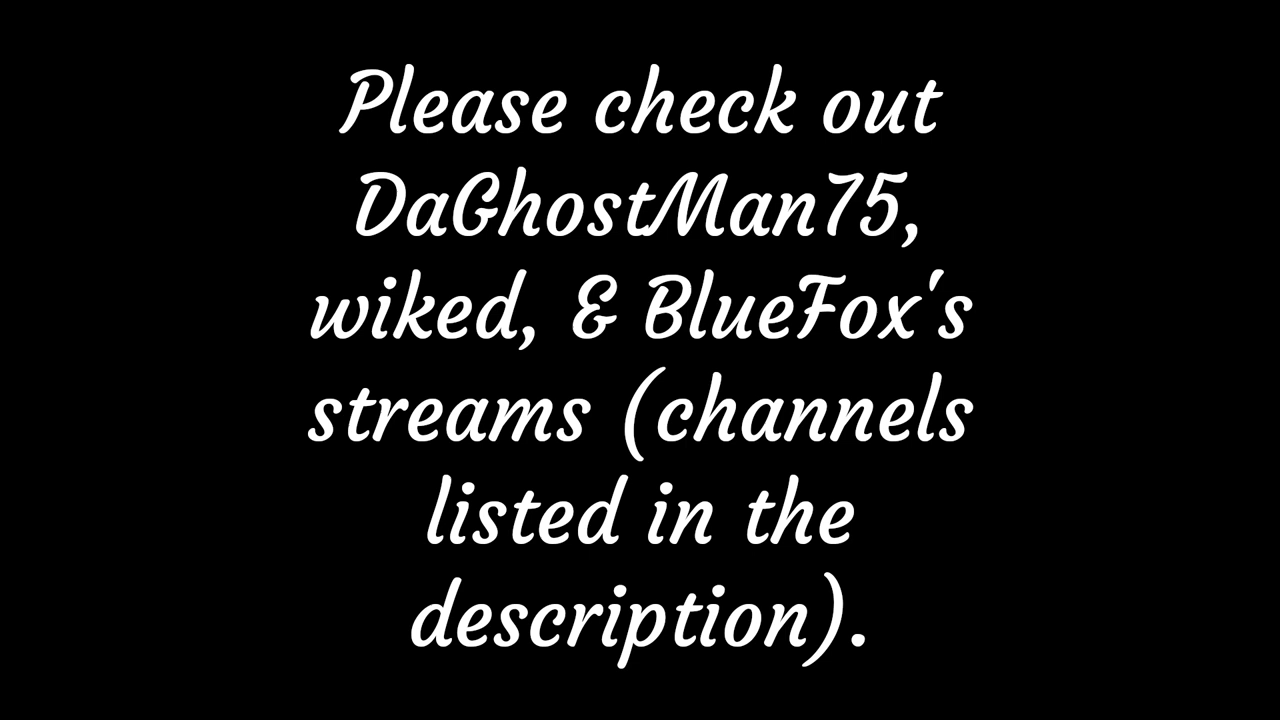 Please check out
DaGhostMan75,
wiked, & BlueFox's
streams (channels
listed in the
description).